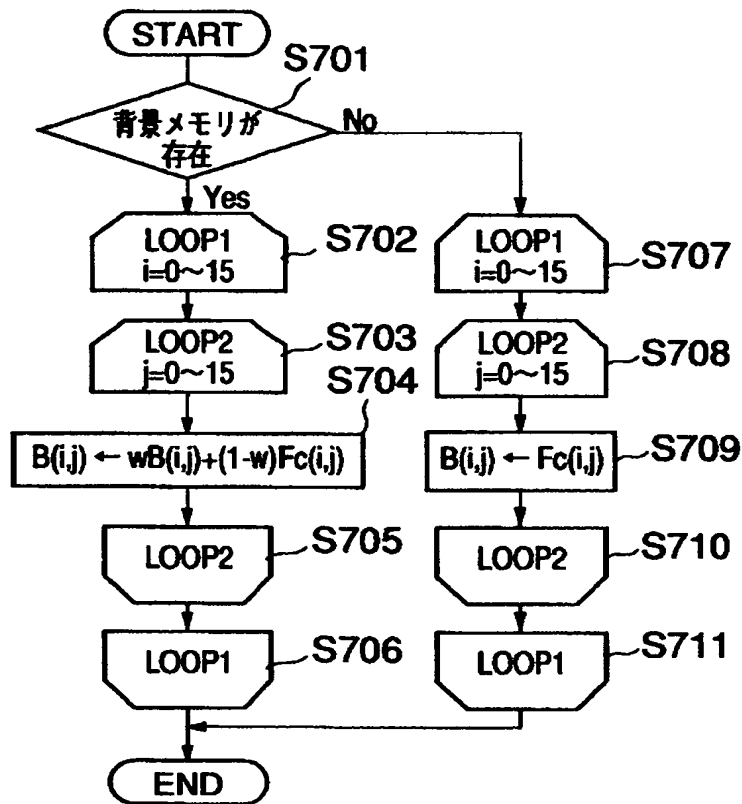 START
S701
背景メモリが
存在
No
Yes
LOOP1
i=0～15
S702
LOOP1
i=0～15
S707
LOOP2
j=0～15
S703
LOOP2
j=0～15
S708
S704
B(i,j) ← wB(i,j)+(1-w)Fc(i,j)
B(i,j) ← Fc(i,j)
S709
LOOP2
S705
LOOP2
S710
LOOP1
S706
LOOP1
S711
END